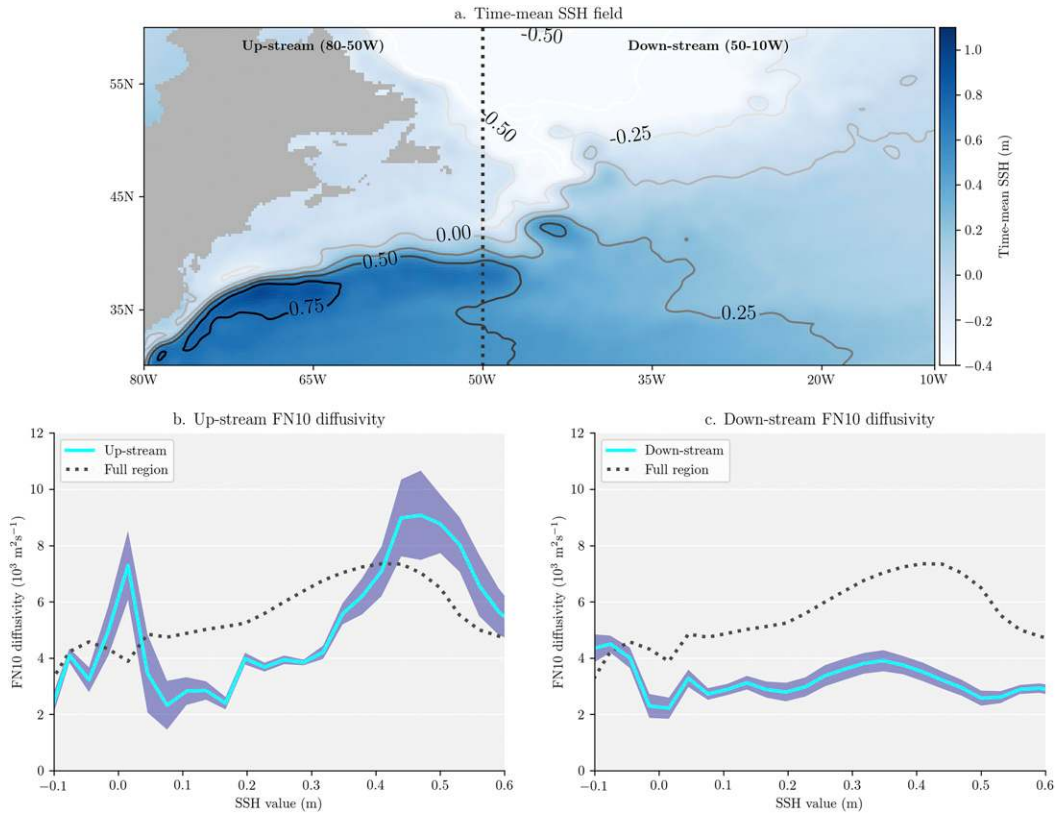 a. Time-mean SSH field
Up-stream (80-50W)
Down-stream (50-10W)
-0.50
-0.50
-0.25
0.00
0.50
0.75
0.25
55N
45N
35N
80W
65W
50W
35W
20W
10W
1.0
0.8
0.6
0.4
0.2
0.0
−0.2
−0.4
Time-mean SSH (m)
b. Up-stream FN10 diffusivity
Up-stream
Full region
FN10 diffusivity (10³ m²s⁻¹)
12
10
8
6
4
2
0
−0.1
0.0
0.1
0.2
0.3
0.4
0.5
0.6
SSH value (m)
c. Down-stream FN10 diffusivity
Down-stream
Full region
FN10 diffusivity (10³ m²s⁻¹)
12
10
8
6
4
2
0
−0.1
0.0
0.1
0.2
0.3
0.4
0.5
0.6
SSH value (m)